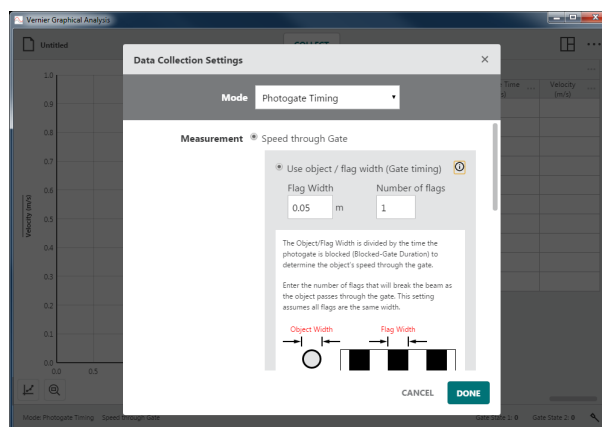 Vernier Graphical Analysis
Untitled
COLLECT
Data Collection Settings
×
Mode Photogate Timing
Measurement Speed through Gate
Use object / flag width (Gate timing)
Flag Width Number of flags
0.05 m 1
The Object/Flag Width is divided by the time the
photogate is blocked (Blocked-Gate Duration) to
determine the object's speed through the gate.
Enter the number of flags that will break the beam as
the object passes through the gate. This setting
assumes all flags are the same width.
Object Width Flag Width
CANCEL DONE
Velocity (m/s)
1.0
0.9
0.8
0.7
0.6
0.5
0.4
0.3
0.2
0.1
0.0
0.0 0.5
Time Velocity
(m/s)
Mode: Photogate Timing Speed through Gate Gate State 1: 0 Gate State 2: 0